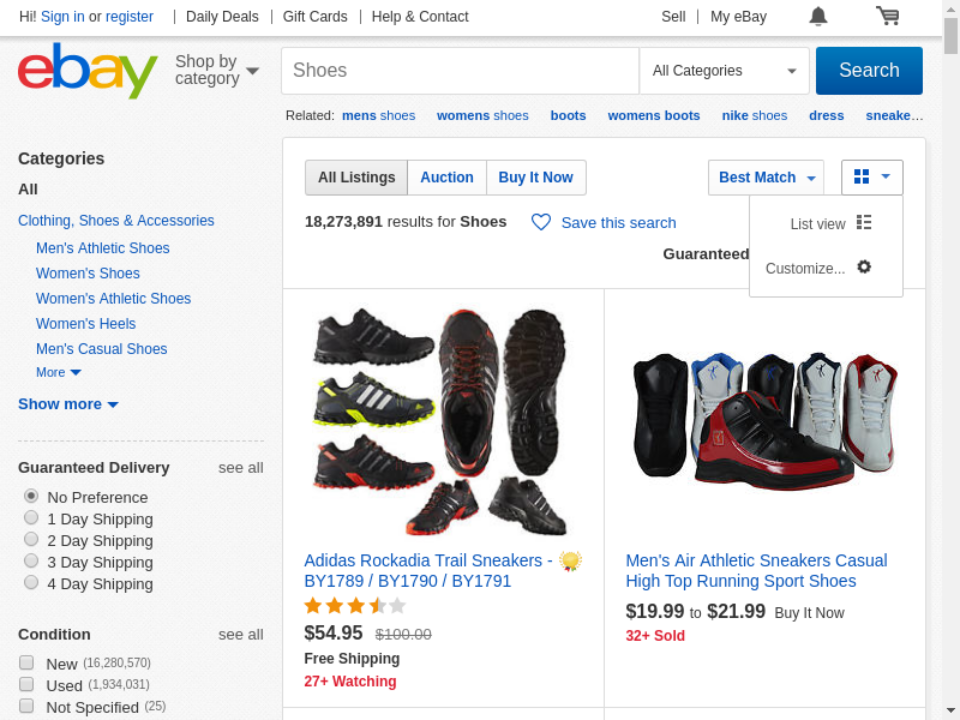 Hi! Sign in or register | Daily Deals | Gift Cards | Help & Contact Sell | My eBay
ebay
Shop by category
Shoes
All Categories
Search
Related: mens shoes womens shoes boots womens boots nike shoes dress sneake...
Categories
All
Clothing, Shoes & Accessories
Men's Athletic Shoes
Women's Shoes
Women's Athletic Shoes
Women's Heels
Men's Casual Shoes
More
Show more
Guaranteed Delivery see all
No Preference
1 Day Shipping
2 Day Shipping
3 Day Shipping
4 Day Shipping
Condition see all
New (16,280,570)
Used (1,934,031)
Not Specified (25)
All Listings Auction Buy It Now
Best Match
18,273,891 results for Shoes
Save this search
List view
Customize...
Guaranteed
Adidas Rockadia Trail Sneakers -
BY1789 / BY1790 / BY1791
$54.95 $100.00
Free Shipping
27+ Watching
Men's Air Athletic Sneakers Casual
High Top Running Sport Shoes
$19.99 to $21.99 Buy It Now
32+ Sold